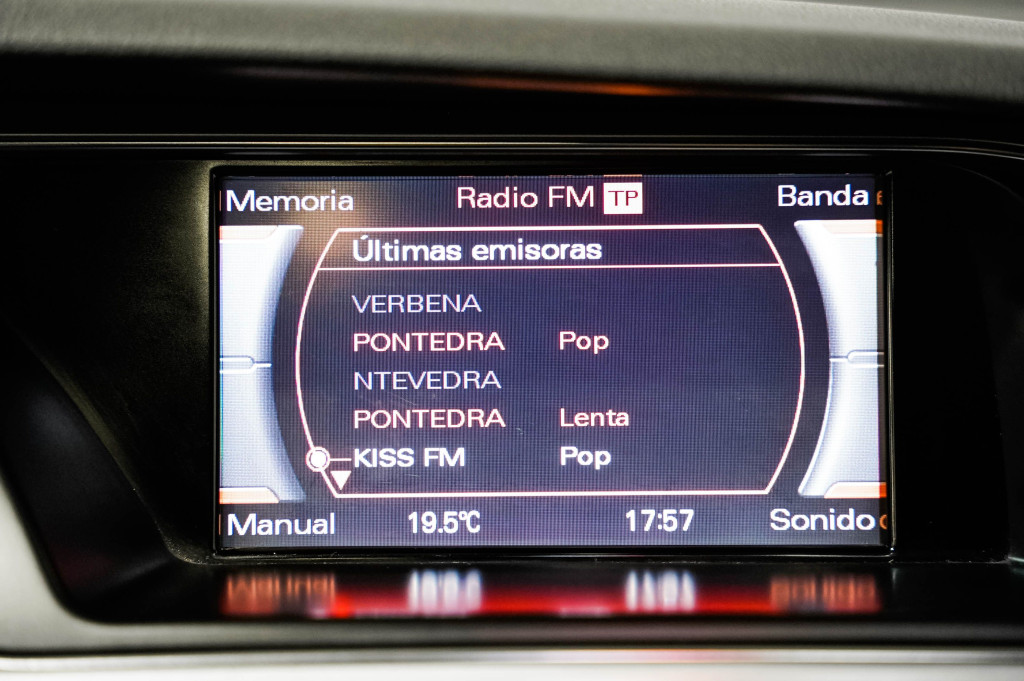 Memoria Radio FM TP Banda
Últimas emisoras
VERBENA
PONTEDRA Pop
NTEVEDRA
PONTEDRA Lenta
KISS FM Pop
Manual 19.5°C 17:57 Sonido